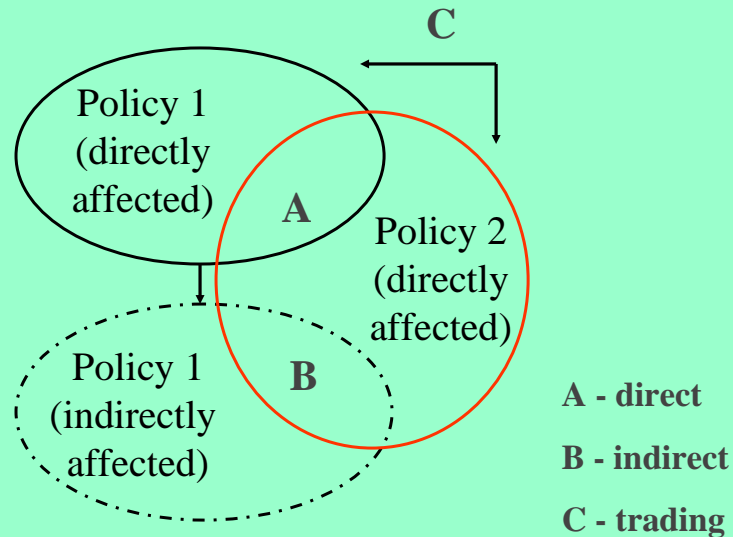 C
Policy 1
(directly
affected)
A
Policy 2
(directly
affected)
Policy 1
(indirectly
affected)
B
A - direct
B - indirect
C - trading